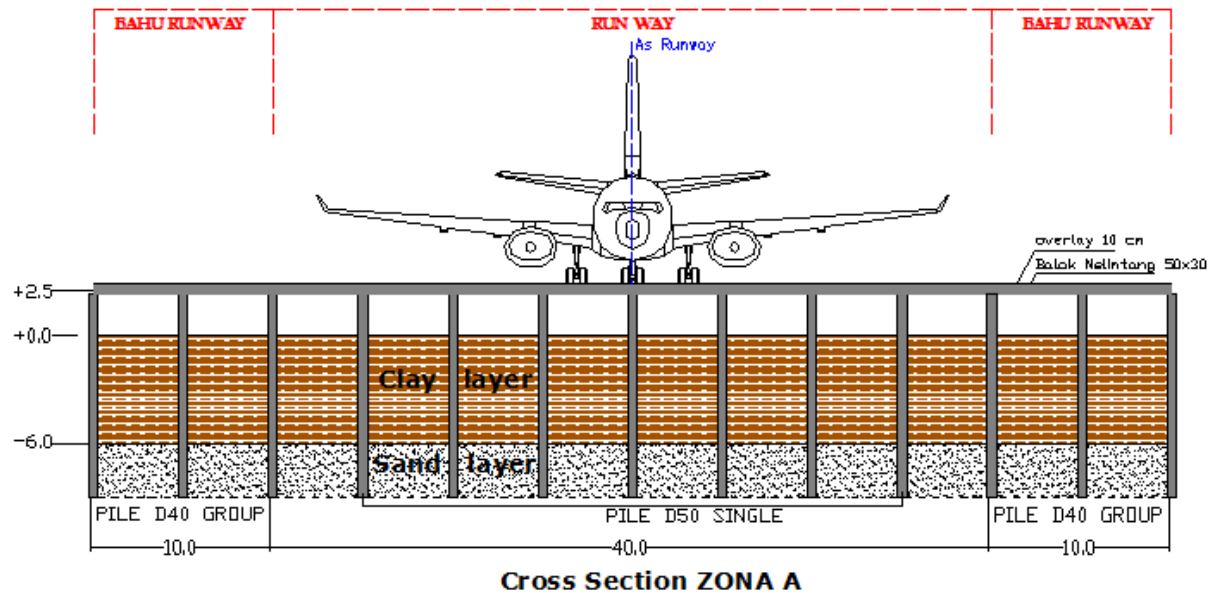 BAHU RUNWAY
RUN WAY
BAHU RUNWAY
As Runway
overlay 10 cm
Balok Nelintang 50x30
+2.5
+0.0
Clay layer
-6.0
Sand layer
PILE D40 GROUP
PILE D50 SINGLE
PILE D40 GROUP
10.0
40.0
10.0
Cross Section ZONA A